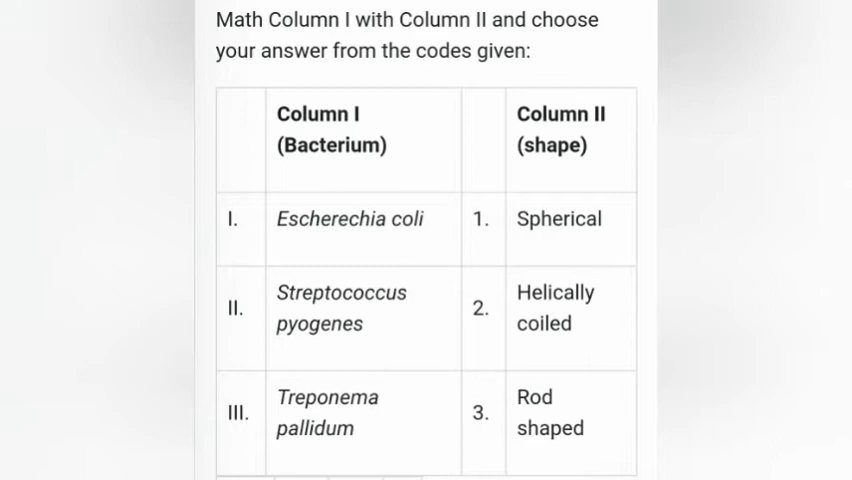 Math Column I with Column II and choose
your answer from the codes given:
Column I
(Bacterium)
Column II
(shape)
I. Escherechia coli 1. Spherical
II. Streptococcus pyogenes 2. Helically coiled
III. Treponema pallidum 3. Rod shaped